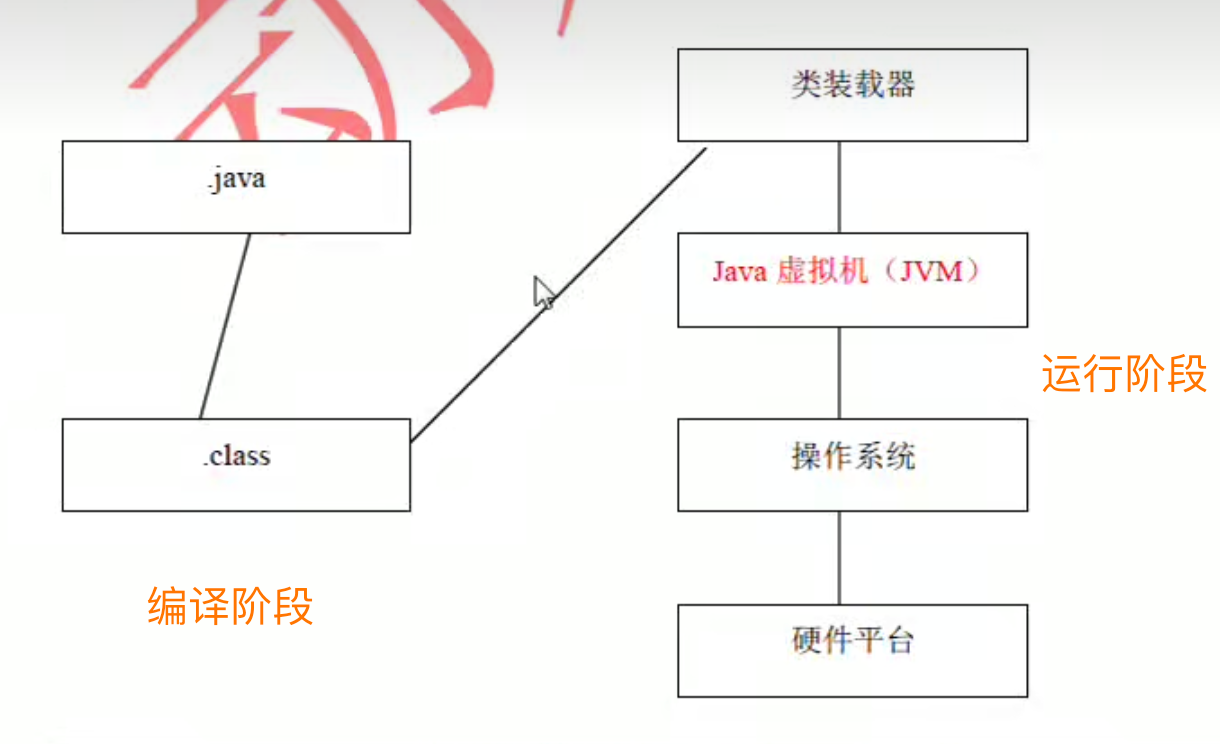 .java
.class
编译阶段
类装载器
Java 虚拟机（JVM）
运行阶段
操作系统
硬件平台